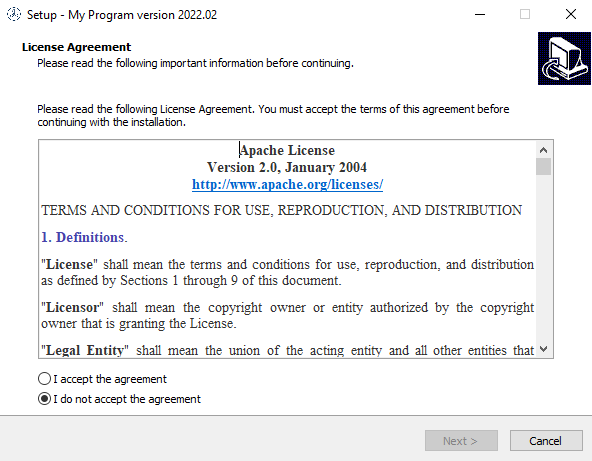 Setup - My Program version 2022.02
License Agreement
Please read the following important information before continuing.
Please read the following License Agreement. You must accept the terms of this agreement before
continuing with the installation.
Apache License
Version 2.0, January 2004
http://www.apache.org/licenses/
TERMS AND CONDITIONS FOR USE, REPRODUCTION, AND DISTRIBUTION
1. Definitions.
"License" shall mean the terms and conditions for use, reproduction, and distribution
as defined by Sections 1 through 9 of this document.
"Licensor" shall mean the copyright owner or entity authorized by the copyright
owner that is granting the License.
"Legal Entity" shall mean the union of the acting entity and all other entities that
I accept the agreement
I do not accept the agreement
Next >
Cancel